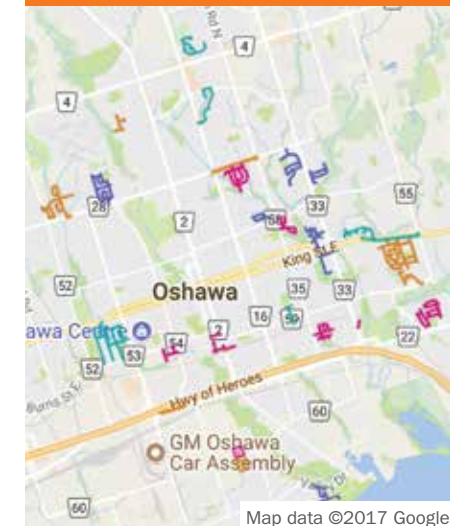 Rd N
4
4
55
28
33
2
58
King St E
52
Oshawa
35
33
16
59
awa Centre
2
54
53
22
52
Hwy of Heroes
Burns St E
60
GM Oshawa
Car Assembly
60
Map data ©2017 Google